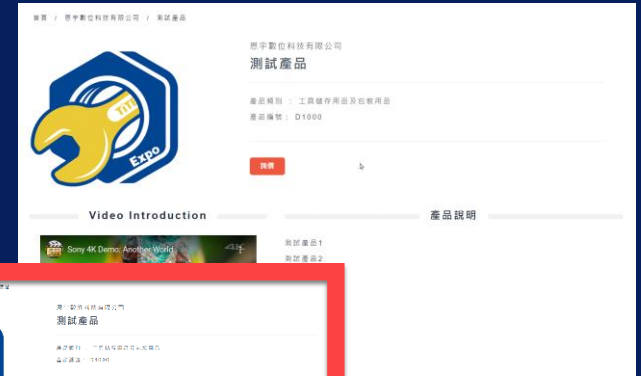 首頁 / 思宇數位科技有限公司 / 測試產品
思宇數位科技有限公司
測試產品
產品類別 : 工具儲存用品及包裝用品
產品編號 : D1000
TiTE
Expo
詢價
Video Introduction
產品說明
Sony 4K Demo: Another World
4K
測試產品1
測試產品2
測試產品